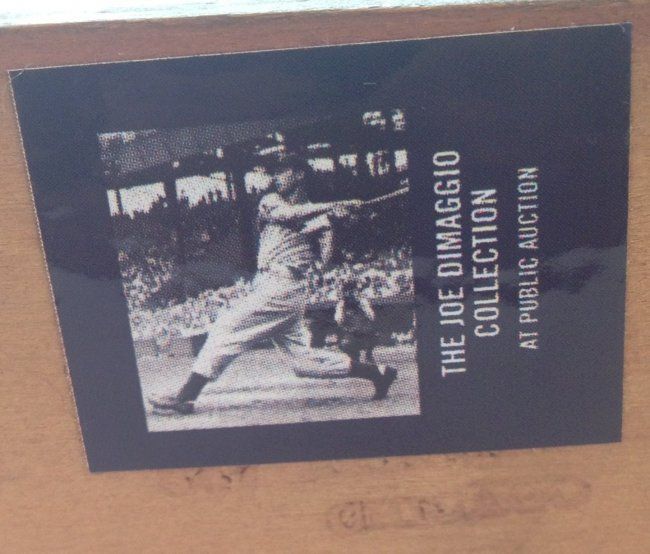 THE JOE DIMAGGIO
COLLECTION
AT PUBLIC AUCTION